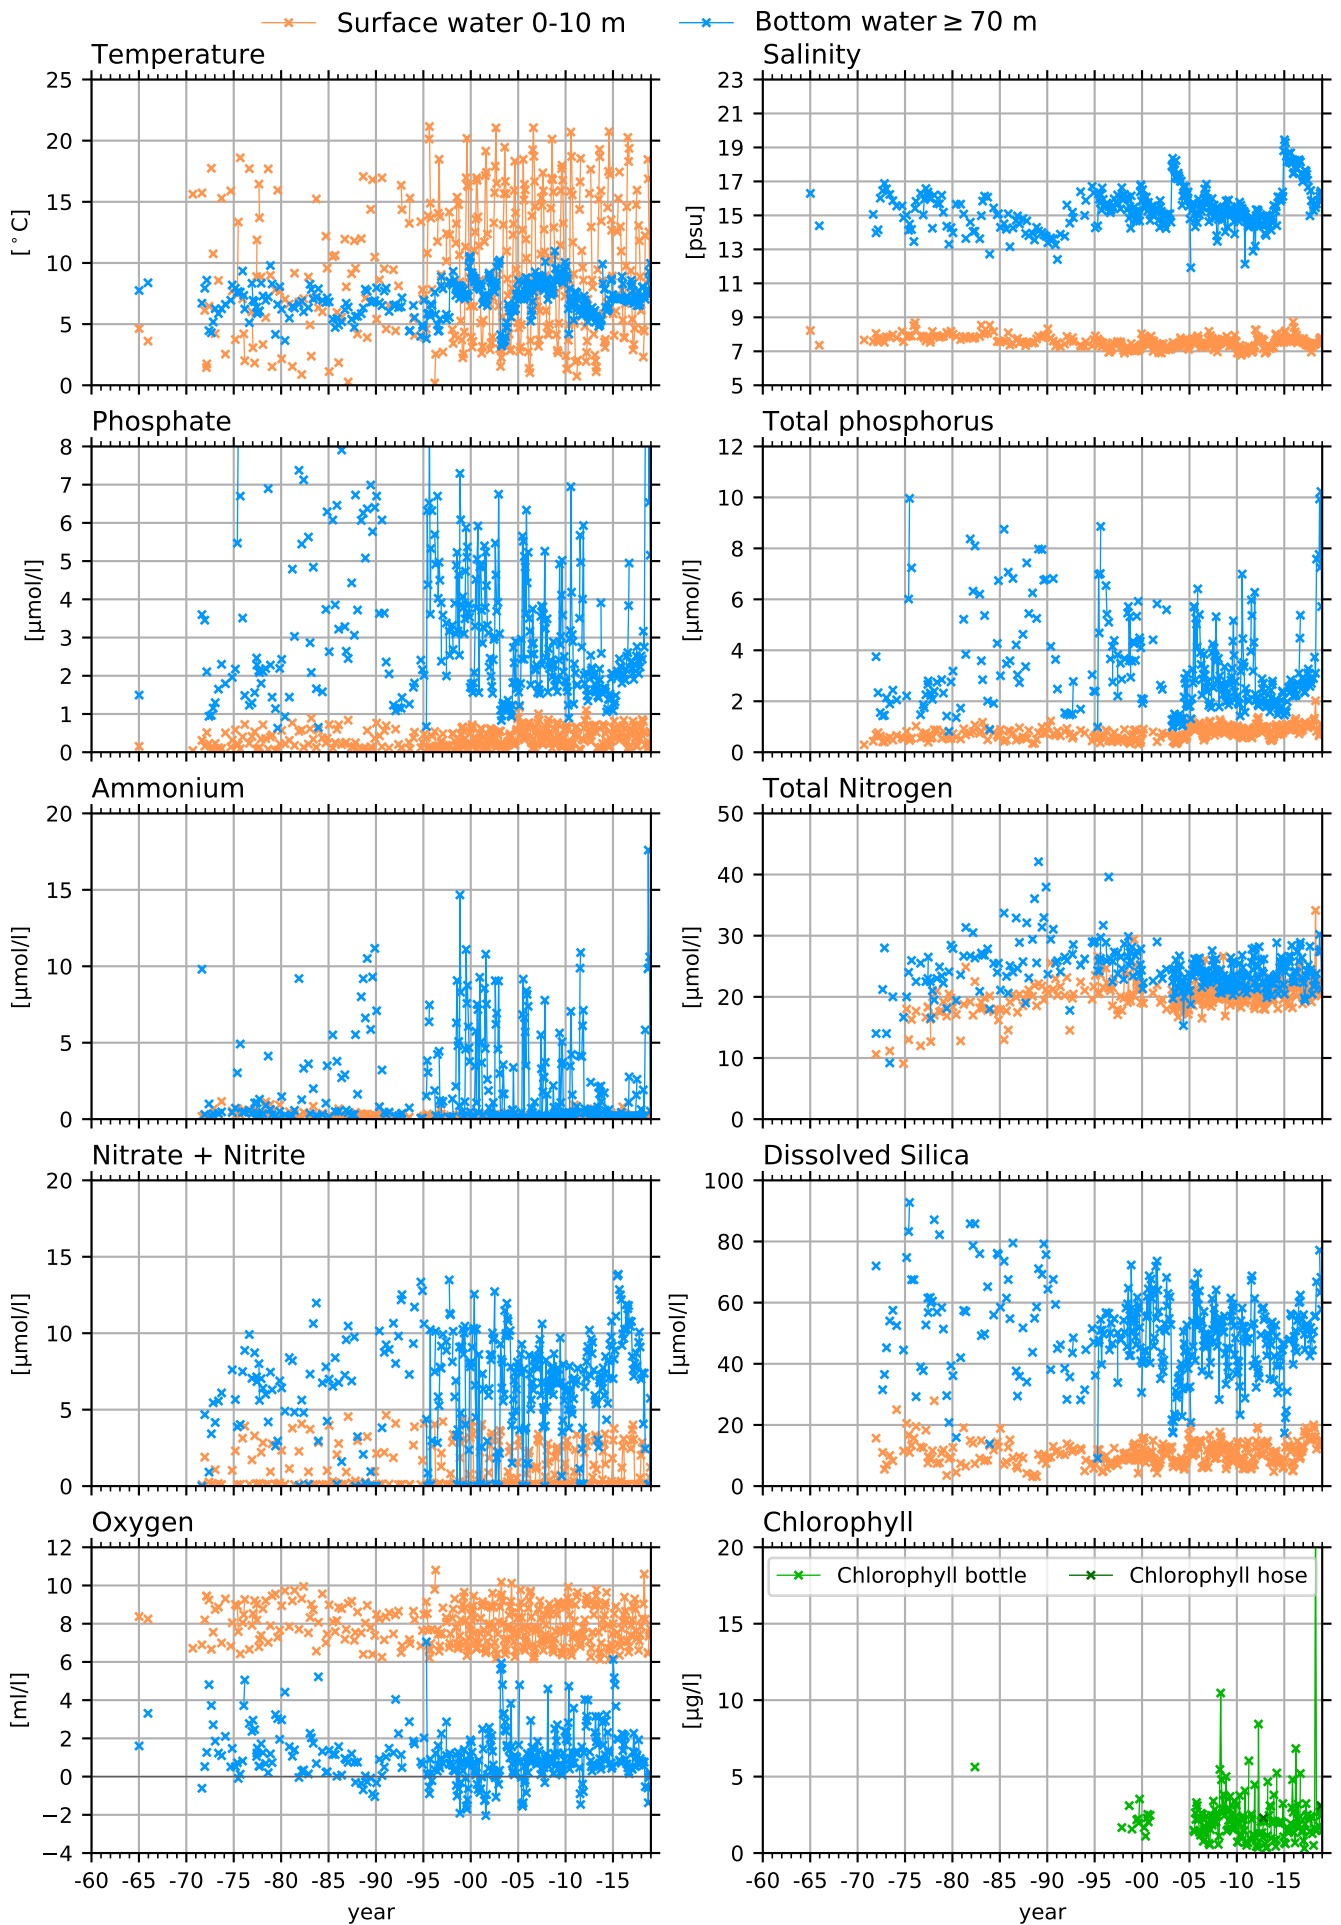 Surface water 0-10 m Bottom water ≥ 70 m
Temperature Salinity
25 20 15 10 5 0
[°C]
23 21 19 17 15 13 11 9 7 5
[psu]
Phosphate Total phosphorus
8 7 6 5 4 3 2 1 0
[µmol/l]
12 10 8 6 4 2 0
[µmol/l]
Ammonium Total Nitrogen
20 15 10 5 0
[µmol/l]
50 40 30 20 10 0
[µmol/l]
Nitrate + Nitrite Dissolved Silica
20 15 10 5 0
[µmol/l]
100 80 60 40 20 0
[µmol/l]
Oxygen Chlorophyll
12 10 8 6 4 2 0 −2 −4
[ml/l]
Chlorophyll bottle Chlorophyll hose
20 15 10 5 0
[µg/l]
-60 -65 -70 -75 -80 -85 -90 -95 -00 -05 -10 -15
-60 -65 -70 -75 -80 -85 -90 -95 -00 -05 -10 -15
year year